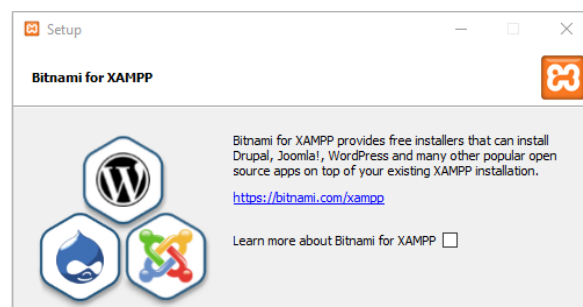 Setup
Bitnami for XAMPP
Bitnami for XAMPP provides free installers that can install
Drupal, Joomla!, WordPress and many other popular open
source apps on top of your existing XAMPP installation.
https://bitnami.com/xampp
Learn more about Bitnami for XAMPP